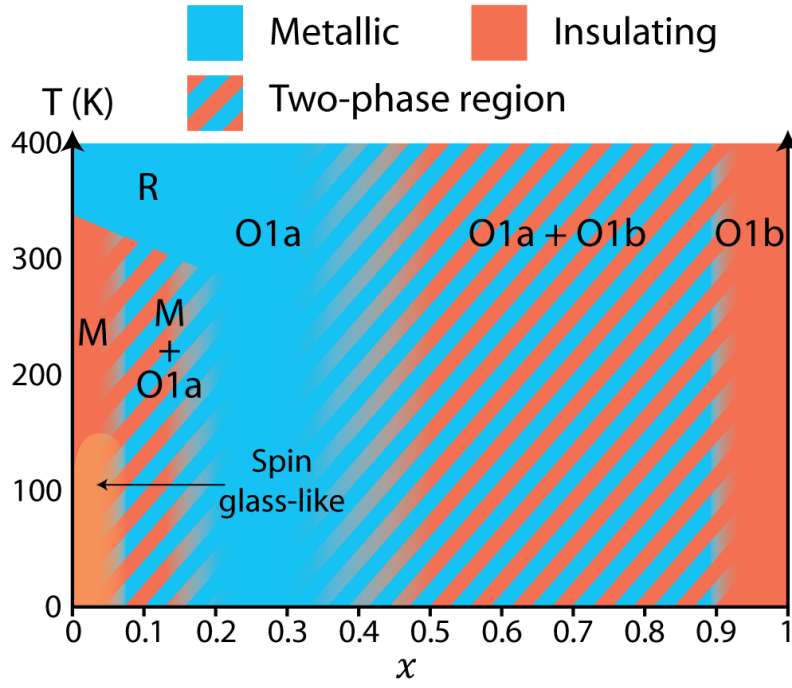 Metallic
Insulating
Two-phase region
T (K)
400
300
200
100
0
R
O1a
O1a + O1b
O1b
M
M
+
O1a
Spin
glass-like
0 0.1 0.2 0.3 0.4 0.5 0.6 0.7 0.8 0.9 1
x